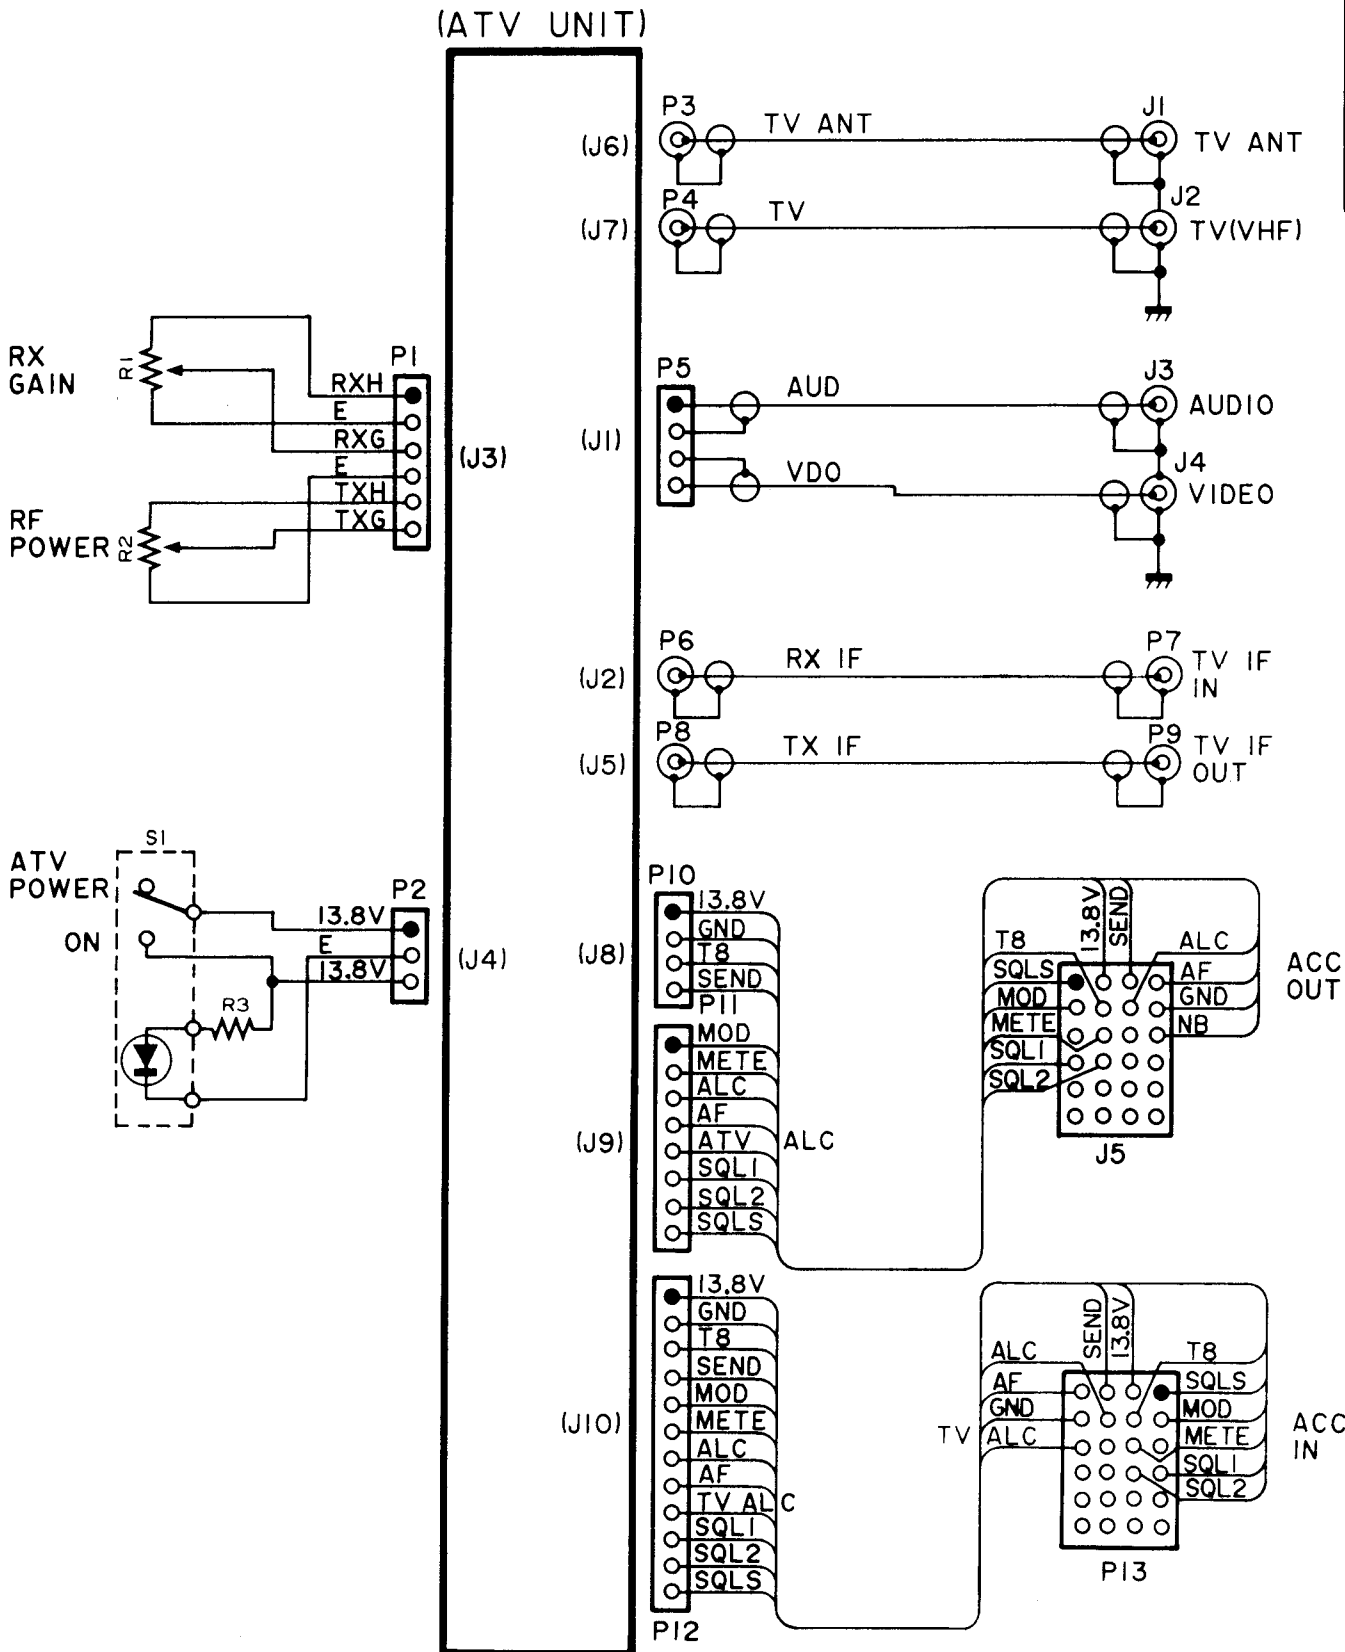 (ATV UNIT)
P3
TV ANT
J1
(J6)
TV ANT
P4
TV
J2
(J7)
TV(VHF)
RX
GAIN
R1
P1
RXH
E
RXG
E
TXH
TXG
(J3)
RF
POWER
R2
P5
AUD
J3
AUDIO
(J1)
VDO
J4
VIDEO
P6
RX IF
P7
TV IF
IN
(J2)
P8
TX IF
P9
TV IF
OUT
(J5)
S1
ATV
POWER
ON
R3
P2
13.8V
E
13.8V
(J4)
P10
13.8V
GND
T8
SEND
(J8)
P11
MOD
METE
ALC
AF
ATV ALC
SQL1
SQL2
SQLS
(J9)
13.8V
SEND
T8
SQLS
MOD
METE
SQL1
SQL2
ALC
AF
GND
NB
ACC
OUT
J5
13.8V
GND
T8
SEND
MOD
METE
ALC
AF
TV ALC
SQL1
SQL2
SQLS
(J10)
P12
SEND
13.8V
ALC
AF
GND
TV ALC
T8
SQLS
MOD
METE
SQL1
SQL2
ACC
IN
P13